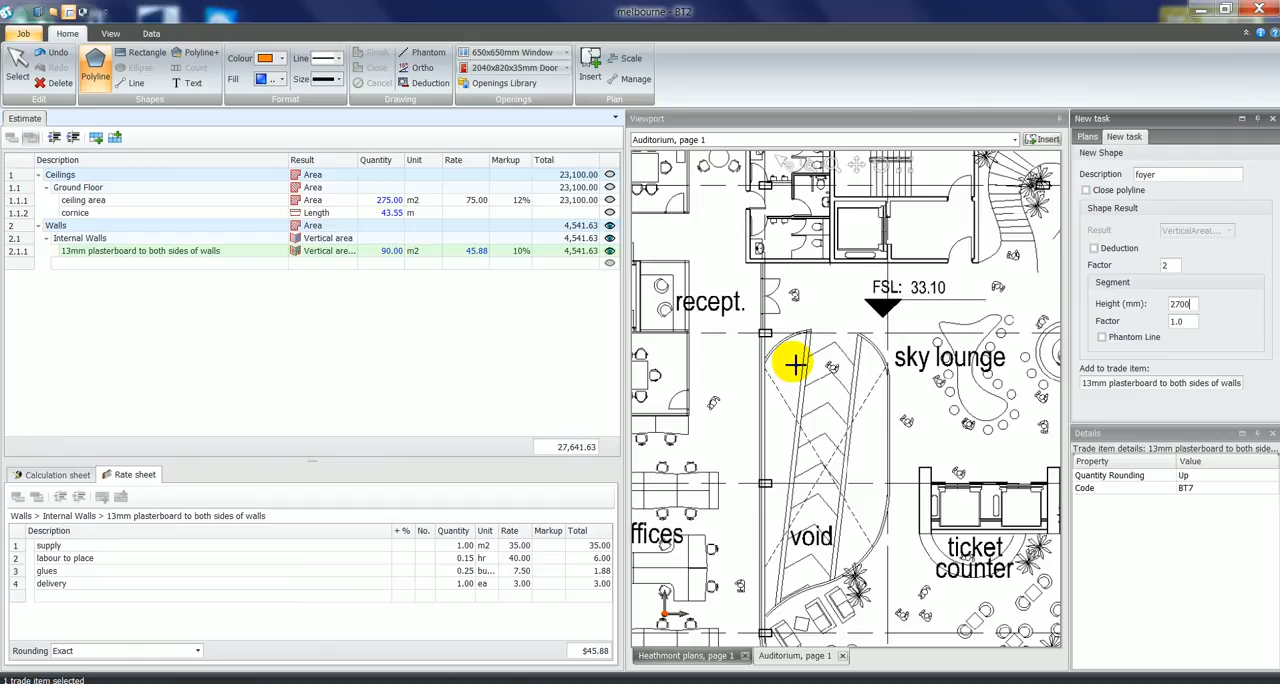 melbourne - BT2
Job Home View Data
Select Undo Redo Delete Edit
Polyline Rectangle Ellipse Line Polyline+ Count Text Shapes
Colour Fill Line Size Format
Finish Close Cancel Phantom Ortho Deduction Drawing
650x650mm Window
2040x820x35mm Door
Openings Library
Openings
Insert Scale Manage Plan
Estimate
Description Result Quantity Unit Rate Markup Total
1 Ceilings Area 23,100.00
1.1 Ground Floor Area 23,100.00
1.1.1 ceiling area Area 275.00 m2 75.00 12% 23,100.00
1.1.2 cornice Length 43.55 m
2 Walls Area 4,541.63
2.1 Internal Walls Vertical area 4,541.63
2.1.1 13mm plasterboard to both sides of walls Vertical are... 90.00 m2 45.88 10% 4,541.63
27,641.63
Calculation sheet Rate sheet
Walls > Internal Walls > 13mm plasterboard to both sides of walls
Description + % No. Quantity Unit Rate Markup Total
1 supply 1.00 m2 35.00 35.00
2 labour to place 0.15 hr 40.00 6.00
3 glues 0.25 bu... 7.50 1.88
4 delivery 1.00 ea 3.00 3.00
Rounding Exact $45.88
1 trade item selected
Viewport
Auditorium, page 1 Insert
FSL: 33.10
recept.
sky lounge
void
ffices
ticket
counter
Heathmont plans, page 1 Auditorium, page 1
New task
Plans New task
New Shape
Description foyer
Close polyline
Shape Result
Result VerticalAreaL...
Deduction
Factor 2
Segment
Height (mm): 2700
Factor 1.0
Phantom Line
Add to trade item:
13mm plasterboard to both sides of walls
Details
Trade item details: 13mm plasterboard to both side...
Property Value
Quantity Rounding Up
Code BT7